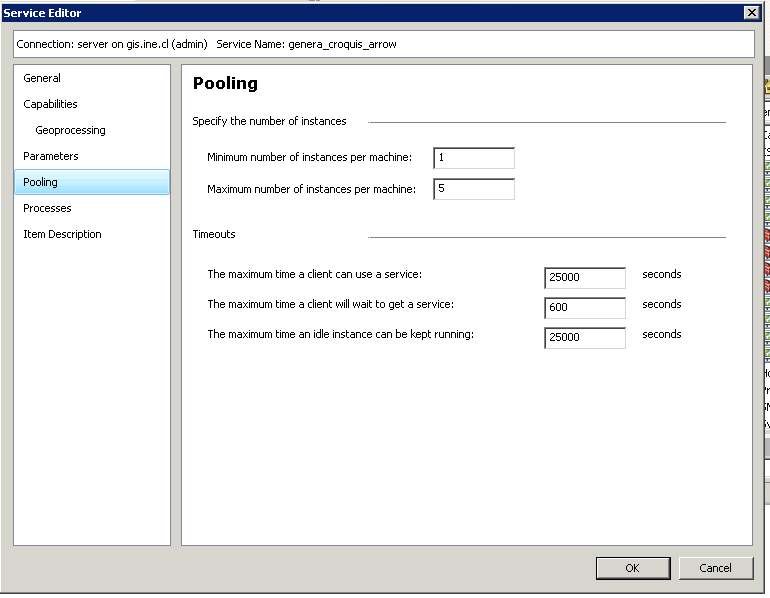 Service Editor
Connection: server on gis.ine.cl (admin) Service Name: genera_croquis_arrow
General
Capabilities
Geoprocessing
Parameters
Pooling
Processes
Item Description
Pooling
Specify the number of instances
Minimum number of instances per machine: 1
Maximum number of instances per machine: 5
Timeouts
The maximum time a client can use a service: 25000 seconds
The maximum time a client will wait to get a service: 600 seconds
The maximum time an idle instance can be kept running: 25000 seconds
OK Cancel